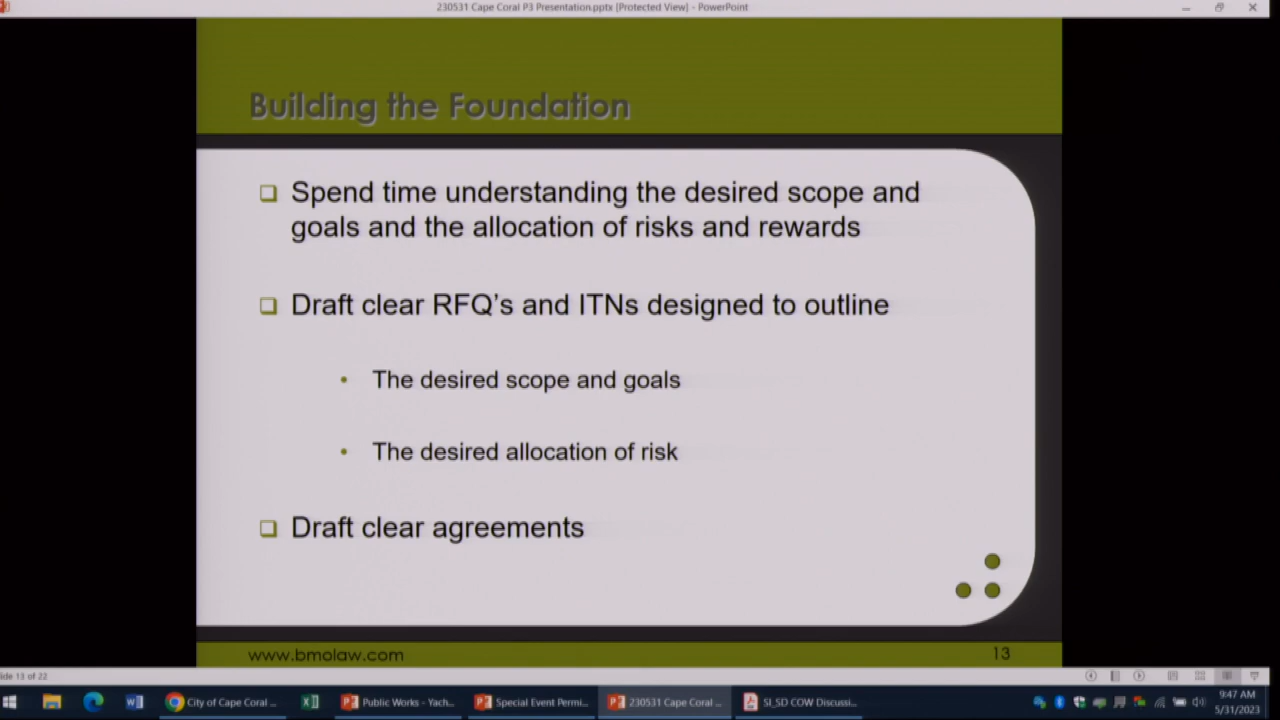 230531 Cape Coral P3 Presentation.pptx [Protected View] - PowerPoint
Building the Foundation
Spend time understanding the desired scope and
goals and the allocation of risks and rewards
Draft clear RFQ's and ITNs designed to outline
• The desired scope and goals
• The desired allocation of risk
Draft clear agreements
www.bmolaw.com
13
lide 13 of 22
City of Cape Coral ...
Public Works - Yach...
Special Event Permi...
230531 Cape Coral ...
SI_SD COW Discussi...
9:47 AM
5/31/2023